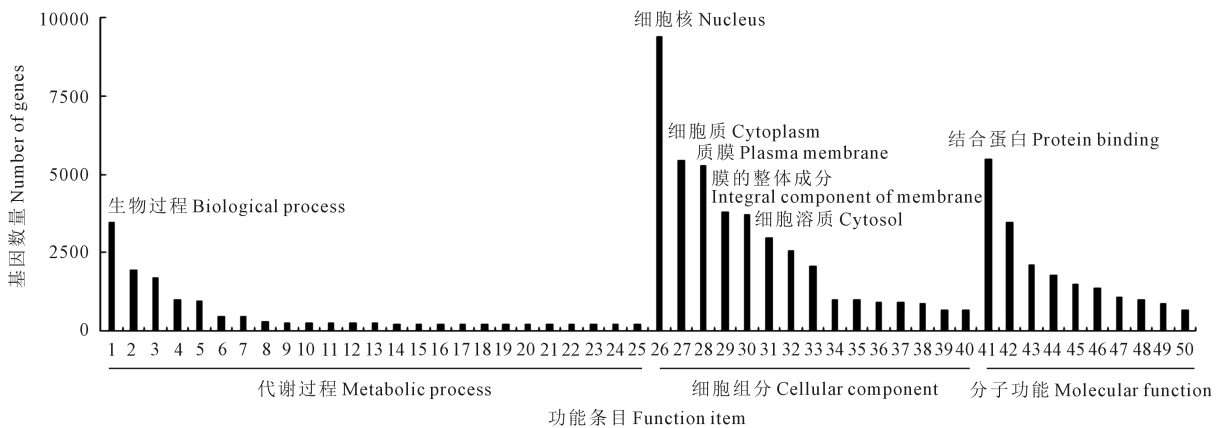 10000
7500
5000
2500
0
基因数量 Number of genes
细胞核 Nucleus
细胞质 Cytoplasm
质膜 Plasma membrane
膜的整体成分
Integral component of membrane
细胞溶质 Cytosol
生物过程 Biological process
结合蛋白 Protein binding
1 2 3 4 5 6 7 8 9 10 11 12 13 14 15 16 17 18 19 20 21 22 23 24 25 26 27 28 29 30 31 32 33 34 35 36 37 38 39 40 41 42 43 44 45 46 47 48 49 50
代谢过程 Metabolic process
细胞组分 Cellular component
分子功能 Molecular function
功能条目 Function item